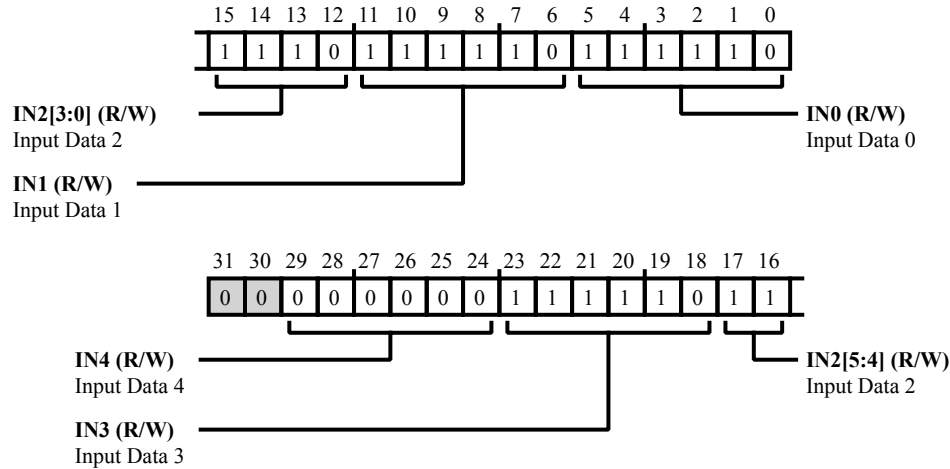 15 14 13 12 11 10 9 8 7 6 5 4 3 2 1 0
1 1 1 0 1 1 1 1 1 0 1 1 1 1 1 0
IN2[3:0] (R/W)
Input Data 2
IN0 (R/W)
Input Data 0
IN1 (R/W)
Input Data 1
31 30 29 28 27 26 25 24 23 22 21 20 19 18 17 16
0 0 0 0 0 0 0 0 1 1 1 1 1 0 1 1
IN4 (R/W)
Input Data 4
IN2[5:4] (R/W)
Input Data 2
IN3 (R/W)
Input Data 3